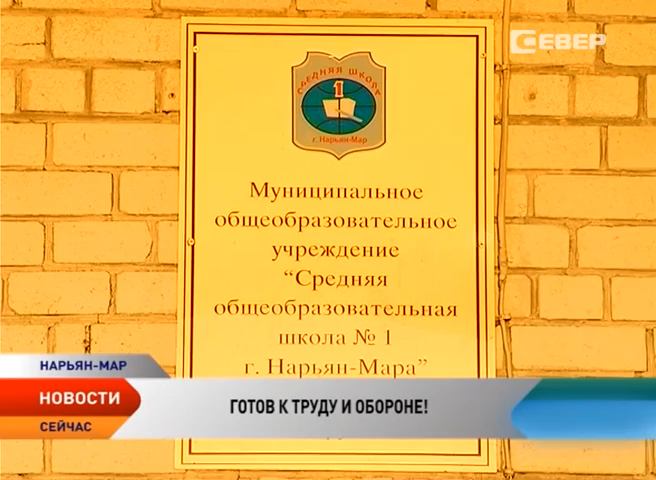 СЕВЕР
СРЕДНЯЯ ШКОЛА
1
г. Нарьян-Мар
Муниципальное
общеобразовательное
учреждение
“Средняя
общеобразовательная
школа № 1
г. Нарьян-Мара”
НАРЬЯН-МАР
НОВОСТИ
ГОТОВ К ТРУДУ И ОБОРОНЕ!
СЕЙЧАС